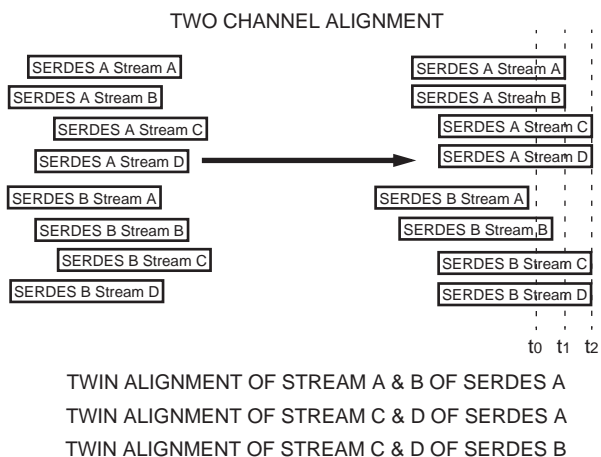 TWO CHANNEL ALIGNMENT
SERDES A Stream A
SERDES A Stream B
SERDES A Stream C
SERDES A Stream D
SERDES B Stream A
SERDES B Stream B
SERDES B Stream C
SERDES B Stream D
SERDES A Stream A
SERDES A Stream B
SERDES A Stream C
SERDES A Stream D
SERDES B Stream A
SERDES B Stream B
SERDES B Stream C
SERDES B Stream D
t0 t1 t2
TWIN ALIGNMENT OF STREAM A & B OF SERDES A
TWIN ALIGNMENT OF STREAM C & D OF SERDES A
TWIN ALIGNMENT OF STREAM C & D OF SERDES B